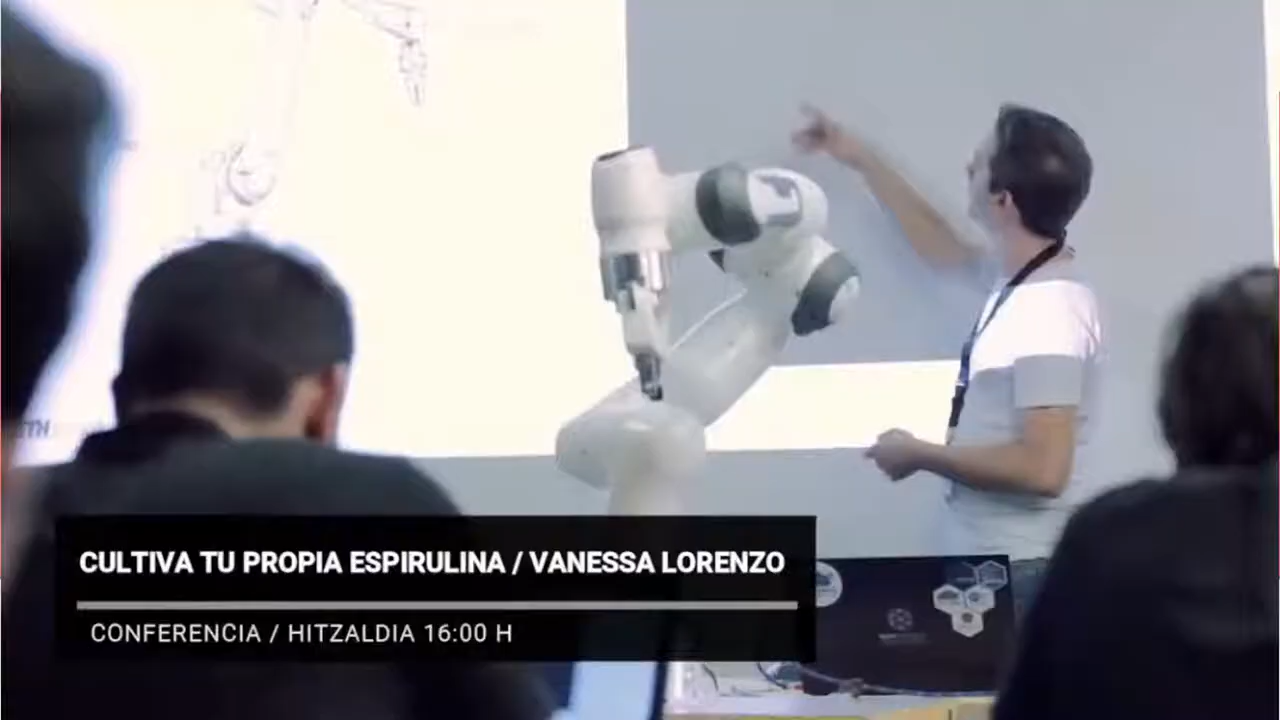 CULTIVA TU PROPIA ESPIRULINA / VANESSA LORENZO
CONFERENCIA / HITZALDIA 16:00 H